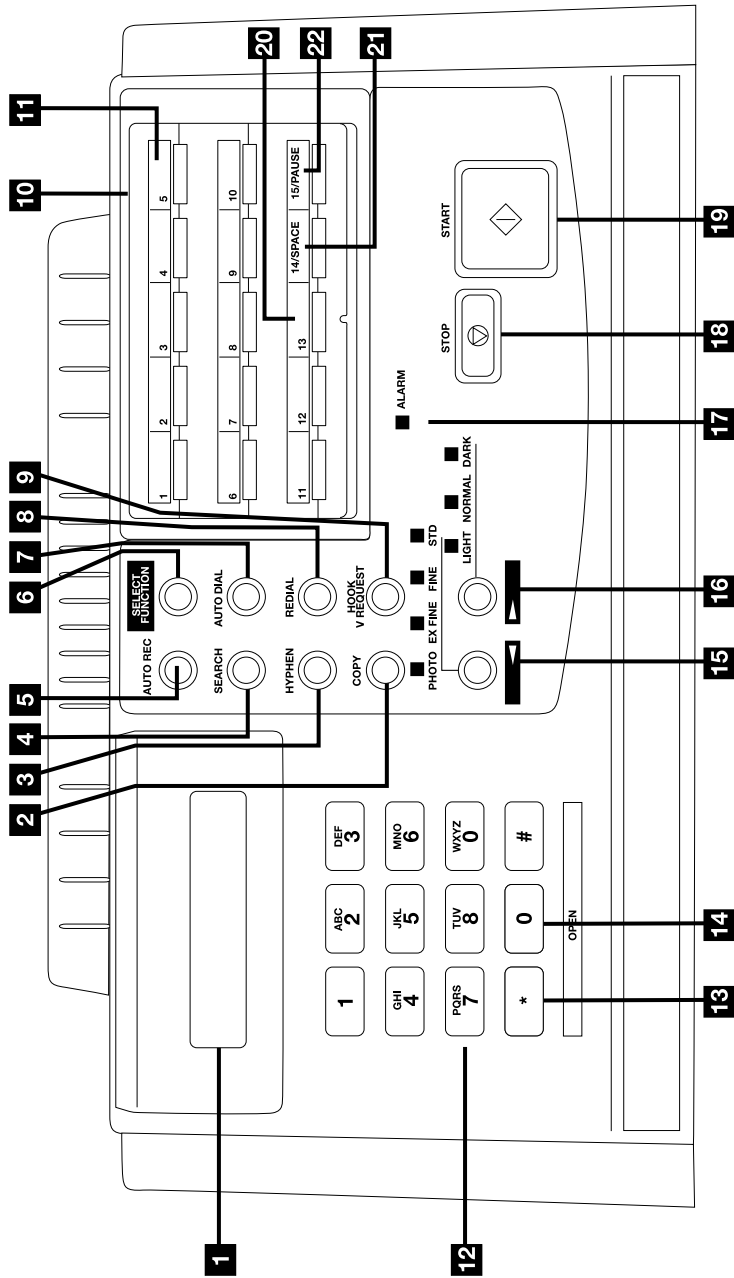 2 3 4 5 6 7 8 9 10 11
AUTO REC
SELECT
FUNCTION
1 2 3 4 5
1
SEARCH
AUTO DIAL
6 7 8 9 10
20
HYPHEN
REDIAL
11 12 13 14/SPACE 15/PAUSE
22
21
COPY
HOOK
V REQUEST
ALARM
PHOTO EX FINE FINE STD
LIGHT NORMAL DARK
STOP
START
1
ABC
2
DEF
3
GHI
4
JKL
5
MNO
6
PQRS
7
TUV
8
WXYZ
0
* 0 #
OPEN
12
13 14 15 16 17 18 19